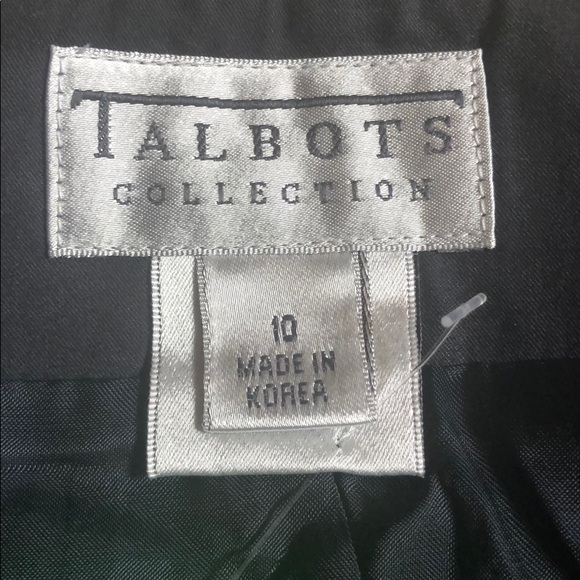 TALBOTS
COLLECTION
10
MADE IN
KOREA